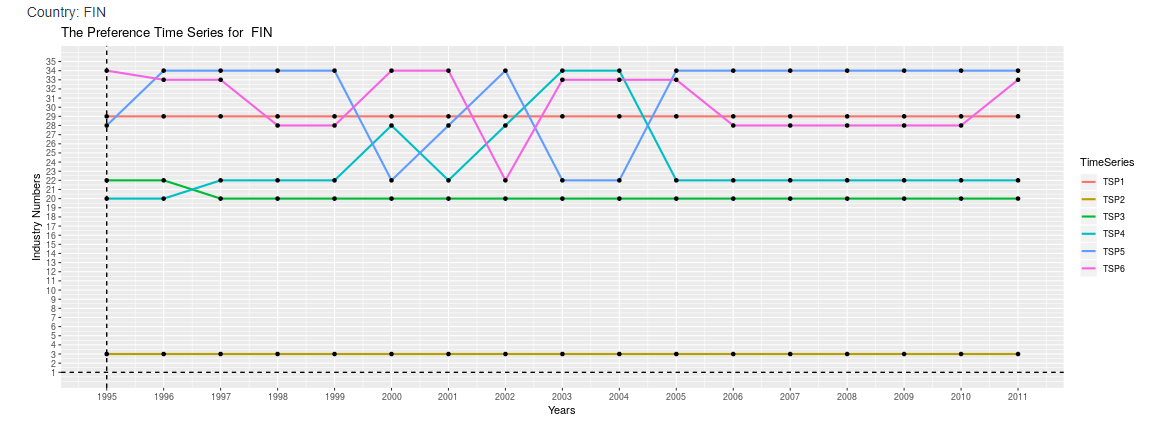 Country: FIN
The Preference Time Series for FIN
Industry Numbers
35
34
33
32
31
30
29
28
27
26
25
24
23
22
21
20
19
18
17
16
15
14
13
12
11
10
9
8
7
6
5
4
3
2
1
1995 1996 1997 1998 1999 2000 2001 2002 2003 2004 2005 2006 2007 2008 2009 2010 2011
Years
TimeSeries
TSP1
TSP2
TSP3
TSP4
TSP5
TSP6